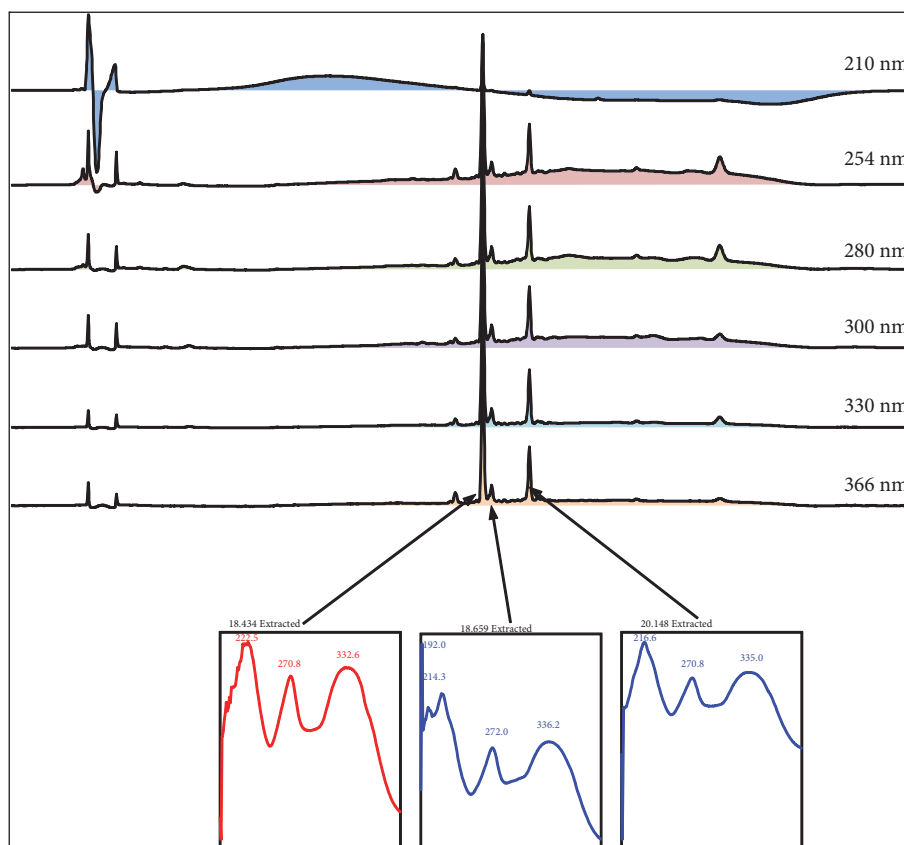 210 nm
254 nm
280 nm
300 nm
330 nm
366 nm
18.434 Extracted
222.5
270.8
332.6
18.659 Extracted
192.0
214.3
272.0
336.2
20.148 Extracted
216.6
270.8
335.0